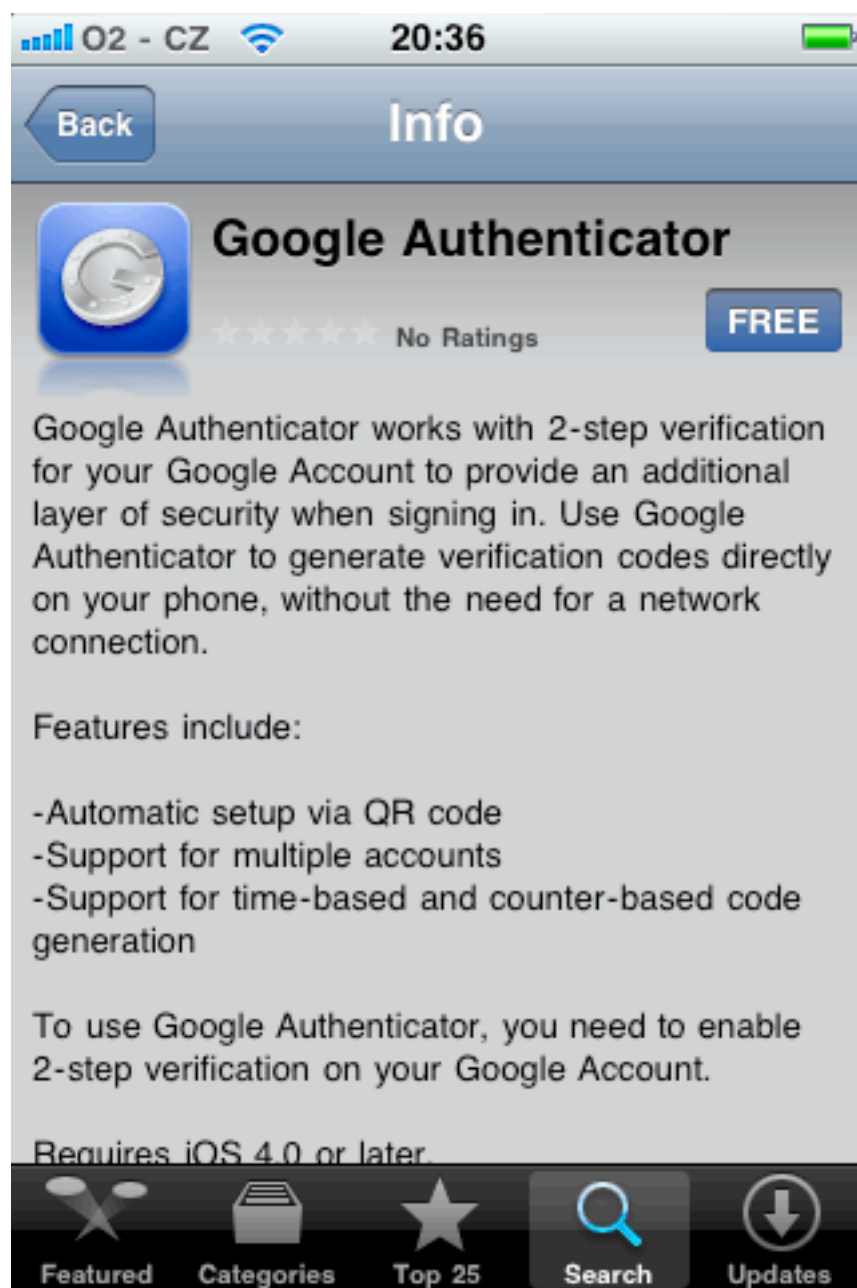 O2 - CZ 20:36
Back Info
Google Authenticator
No Ratings FREE
Google Authenticator works with 2-step verification
for your Google Account to provide an additional
layer of security when signing in. Use Google
Authenticator to generate verification codes directly
on your phone, without the need for a network
connection.
Features include:
-Automatic setup via QR code
-Support for multiple accounts
-Support for time-based and counter-based code
generation
To use Google Authenticator, you need to enable
2-step verification on your Google Account.
Requires iOS 4.0 or later.
Featured Categories Top 25 Search Updates